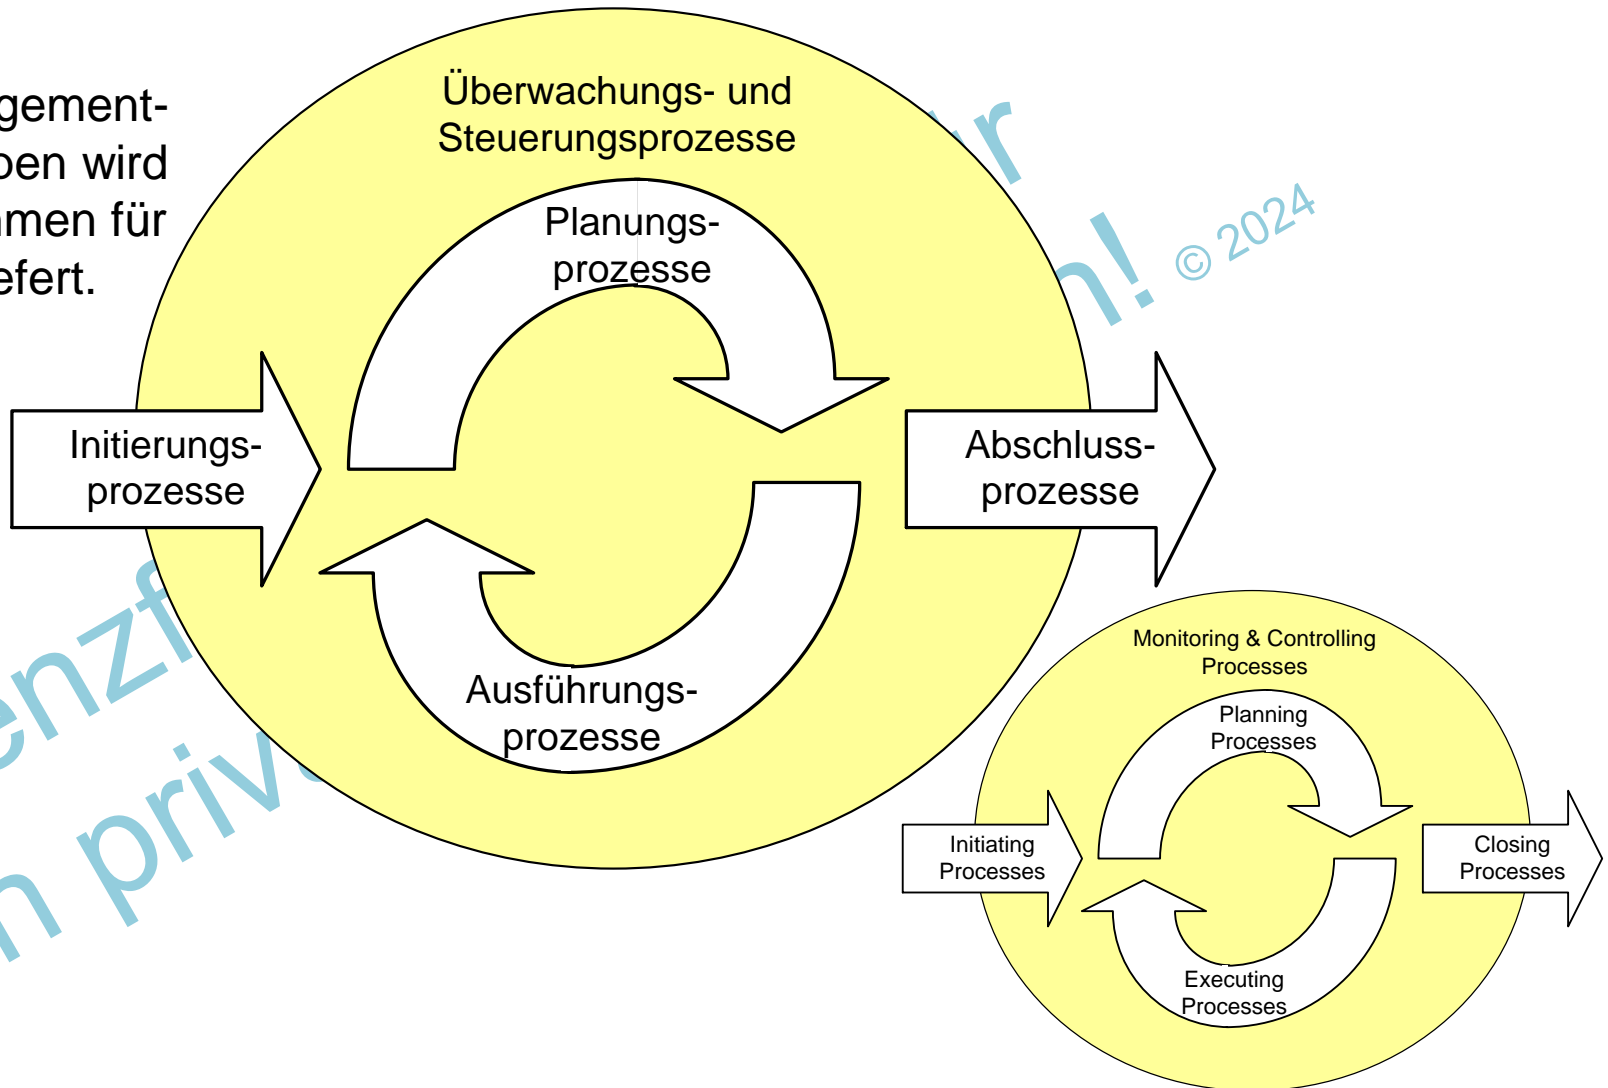 gement-
en wird
men für
efert.
Überwachungs- und
Steuerungsprozesse
Planungs-
prozesse
Initierungs-
prozesse
Abschluss-
prozesse
Ausführungs-
prozesse
! © 2024
Monitoring & Controlling
Processes
Planning
Processes
Initiating
Processes
Closing
Processes
Executing
Processes